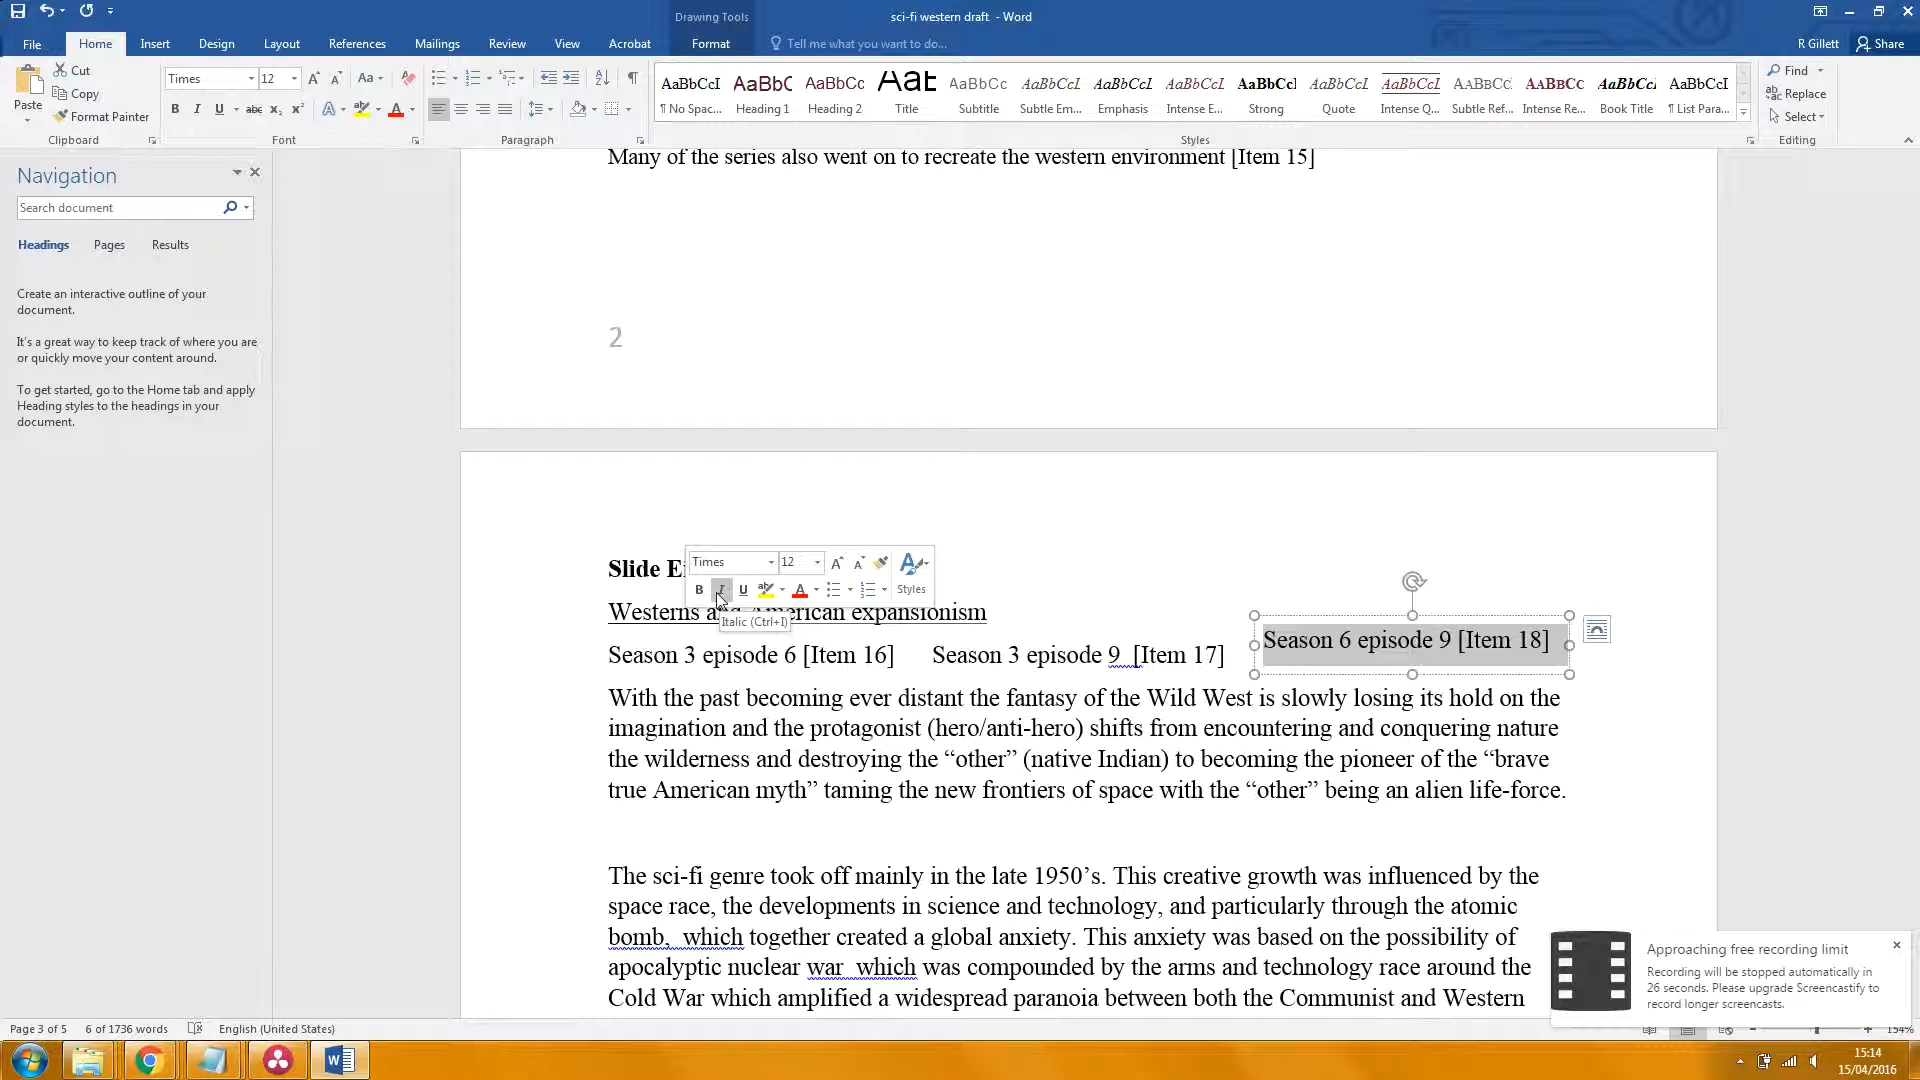 sci-fi western draft - Word
Drawing Tools
File Home Insert Design Layout References Mailings Review View Acrobat Format Tell me what you want to do... R Gillett Share
Paste
Cut
Copy
Format Painter
Clipboard
Times 12
Font
Paragraph
AaBbCcI AaBbC AaBbCc AaB AaBbCc AaBbCcI AaBbCcI AaBbCcI AaBbCcI AaBbCcI AaBbCcI AABBCC AABBCC AaBbCcI AaBbCcI
¶ No Spac... Heading 1 Heading 2 Title Subtitle Subtle Em... Emphasis Intense E... Strong Quote Intense Q... Subtle Ref... Intense Re... Book Title ¶ List Para...
Styles
Find
Replace
Select
Editing
Navigation
Search document
Headings Pages Results
Create an interactive outline of your
document.
It's a great way to keep track of where you are
or quickly move your content around.
To get started, go to the Home tab and apply
Heading styles to the headings in your
document.
Many of the series also went on to recreate the western environment [Item 15]
2
Slide Ei
Times 12
B I U Styles
Italic (Ctrl+I)
Westerns and American expansionism
Season 3 episode 6 [Item 16] Season 3 episode 9 [Item 17] Season 6 episode 9 [Item 18]
With the past becoming ever distant the fantasy of the Wild West is slowly losing its hold on the
imagination and the protagonist (hero/anti-hero) shifts from encountering and conquering nature
the wilderness and destroying the “other” (native Indian) to becoming the pioneer of the “brave
true American myth” taming the new frontiers of space with the “other” being an alien life-force.
The sci-fi genre took off mainly in the late 1950’s. This creative growth was influenced by the
space race, the developments in science and technology, and particularly through the atomic
bomb, which together created a global anxiety. This anxiety was based on the possibility of
apocalyptic nuclear war which was compounded by the arms and technology race around the
Cold War which amplified a widespread paranoia between both the Communist and Western
Approaching free recording limit
Recording will be stopped automatically in
26 seconds. Please upgrade Screencastify to
record longer screencasts.
Page 3 of 5 6 of 1736 words English (United States) 154%
15:14
15/04/2016